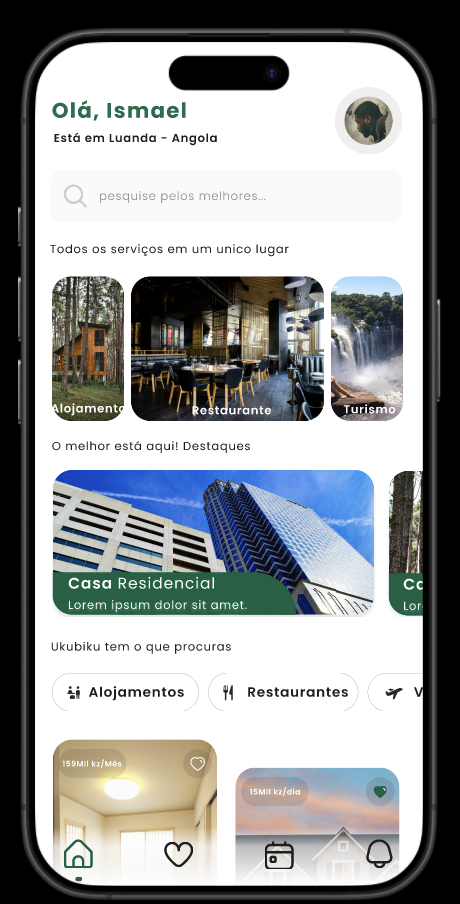 Olá, Ismael
Está em Luanda - Angola
pesquise pelos melhores...
Todos os serviços em um unico lugar
Alojamento
Restaurante
Turismo
O melhor está aqui! Destaques
Casa Residencial
Lorem ipsum dolor sit amet.
Ukubiku tem o que procuras
Alojamentos
Restaurantes
159Mil kz/Mês
15Mil kz/dia